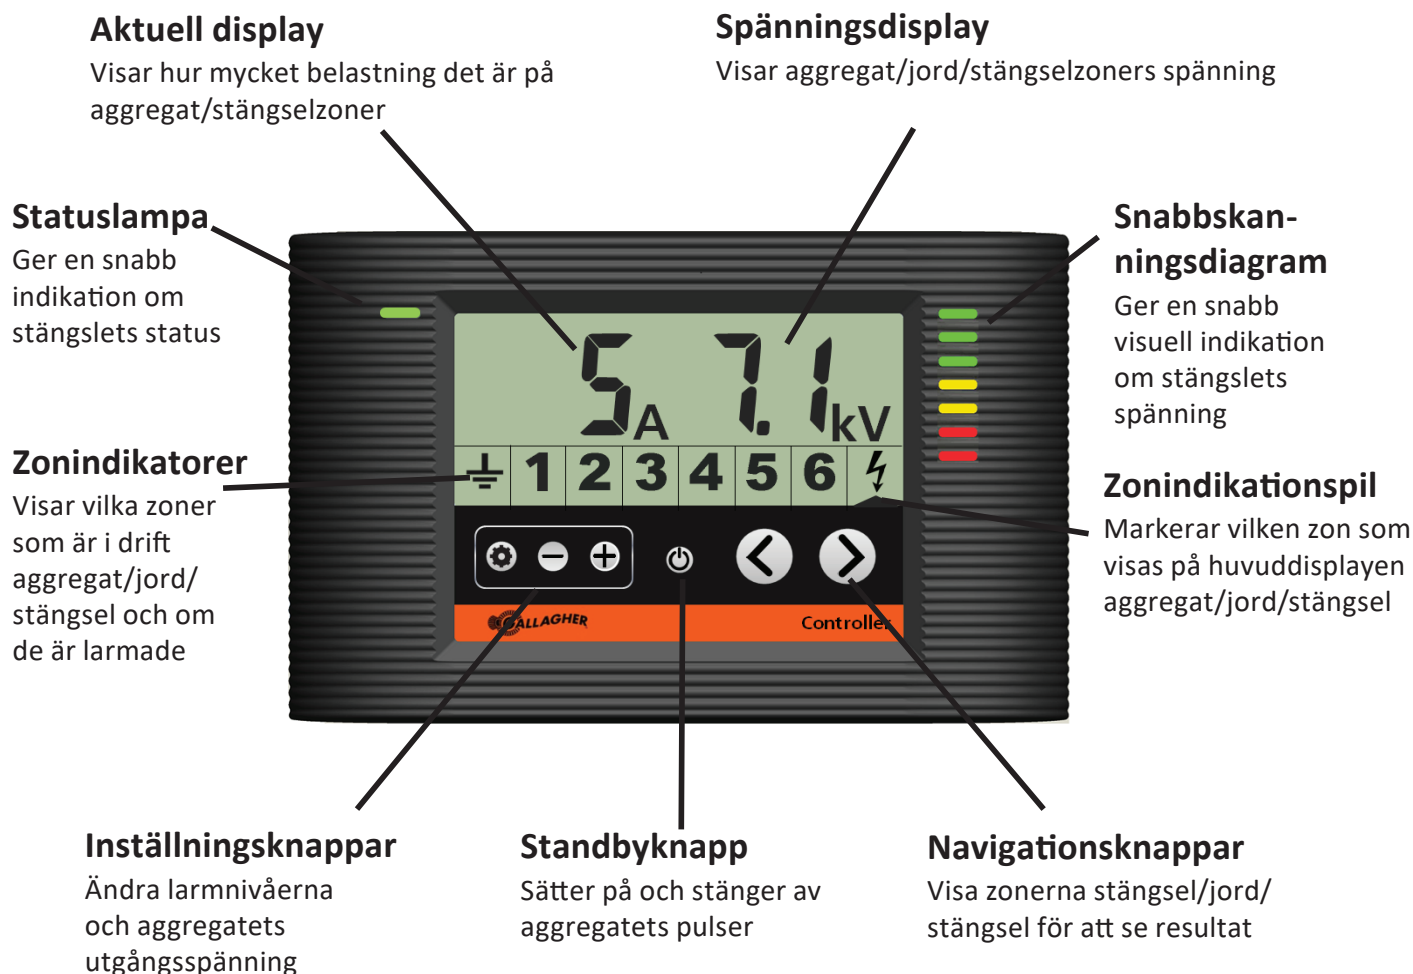 Aktuell display
Visar hur mycket belastning det är på
aggregat/stängselzoner
Spänningsdisplay
Visar aggregat/jord/stängselzoners spänning
Statuslampa
Ger en snabb
indikation om
stängslets status
Snabbskan-
ningsdiagram
Ger en snabb
visuell indikation
om stängslets
spänning
5A 7.1kV
1 2 3 4 5 6
Zonindikatorer
Visar vilka zoner
som är i drift
aggregat/jord/
stängsel och om
de är larmade
Zonindikationspil
Markerar vilken zon som
visas på huvuddisplayen
aggregat/jord/stängsel
GALLAGHER
Controller
Inställningsknappar
Ändra larmnivåerna
och aggregatets
utgångsspänning
Standbyknapp
Sätter på och stänger av
aggregatets pulser
Navigationsknappar
Visa zonerna stängsel/jord/
stängsel för att se resultat